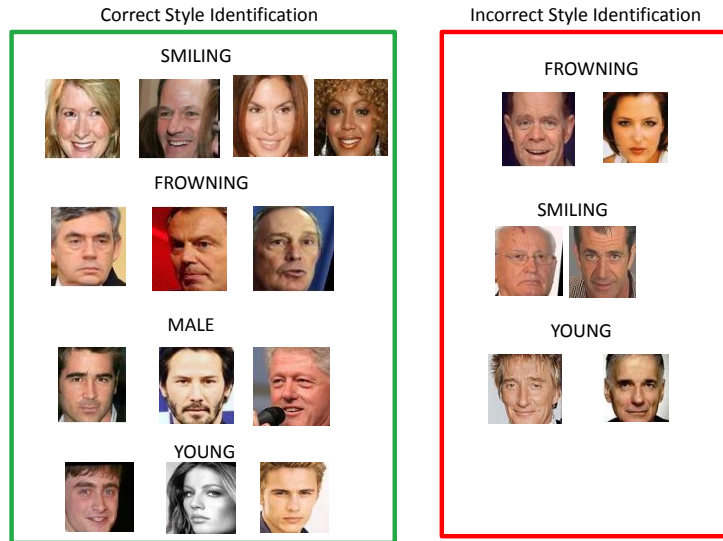 Correct Style Identification
SMILING
FROWNING
MALE
YOUNG
Incorrect Style Identification
FROWNING
SMILING
YOUNG